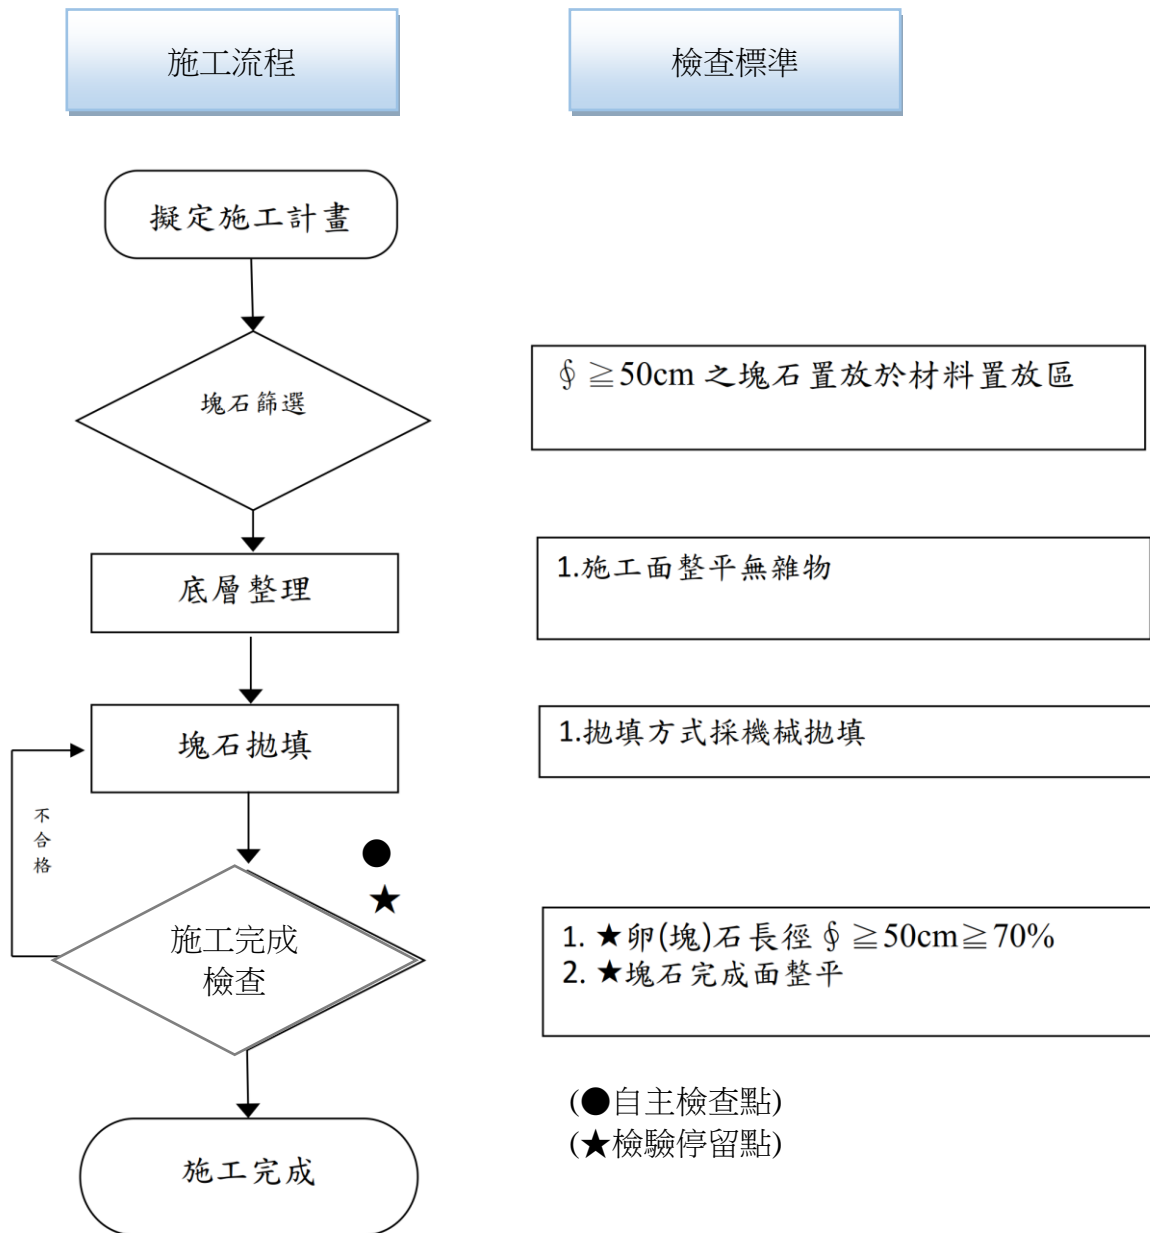 施工流程
檢查標準
擬定施工計畫
塊石篩選
∮ ≧50cm 之塊石置放於材料置放區
底層整理
1.施工面整平無雜物
塊石拋填
1.拋填方式採機械拋填
不合格
●
★
施工完成
檢查
1. ★卵(塊)石長徑 ∮ ≧50cm≧70%
2. ★塊石完成面整平
(●自主檢查點)
(★檢驗停留點)
施工完成